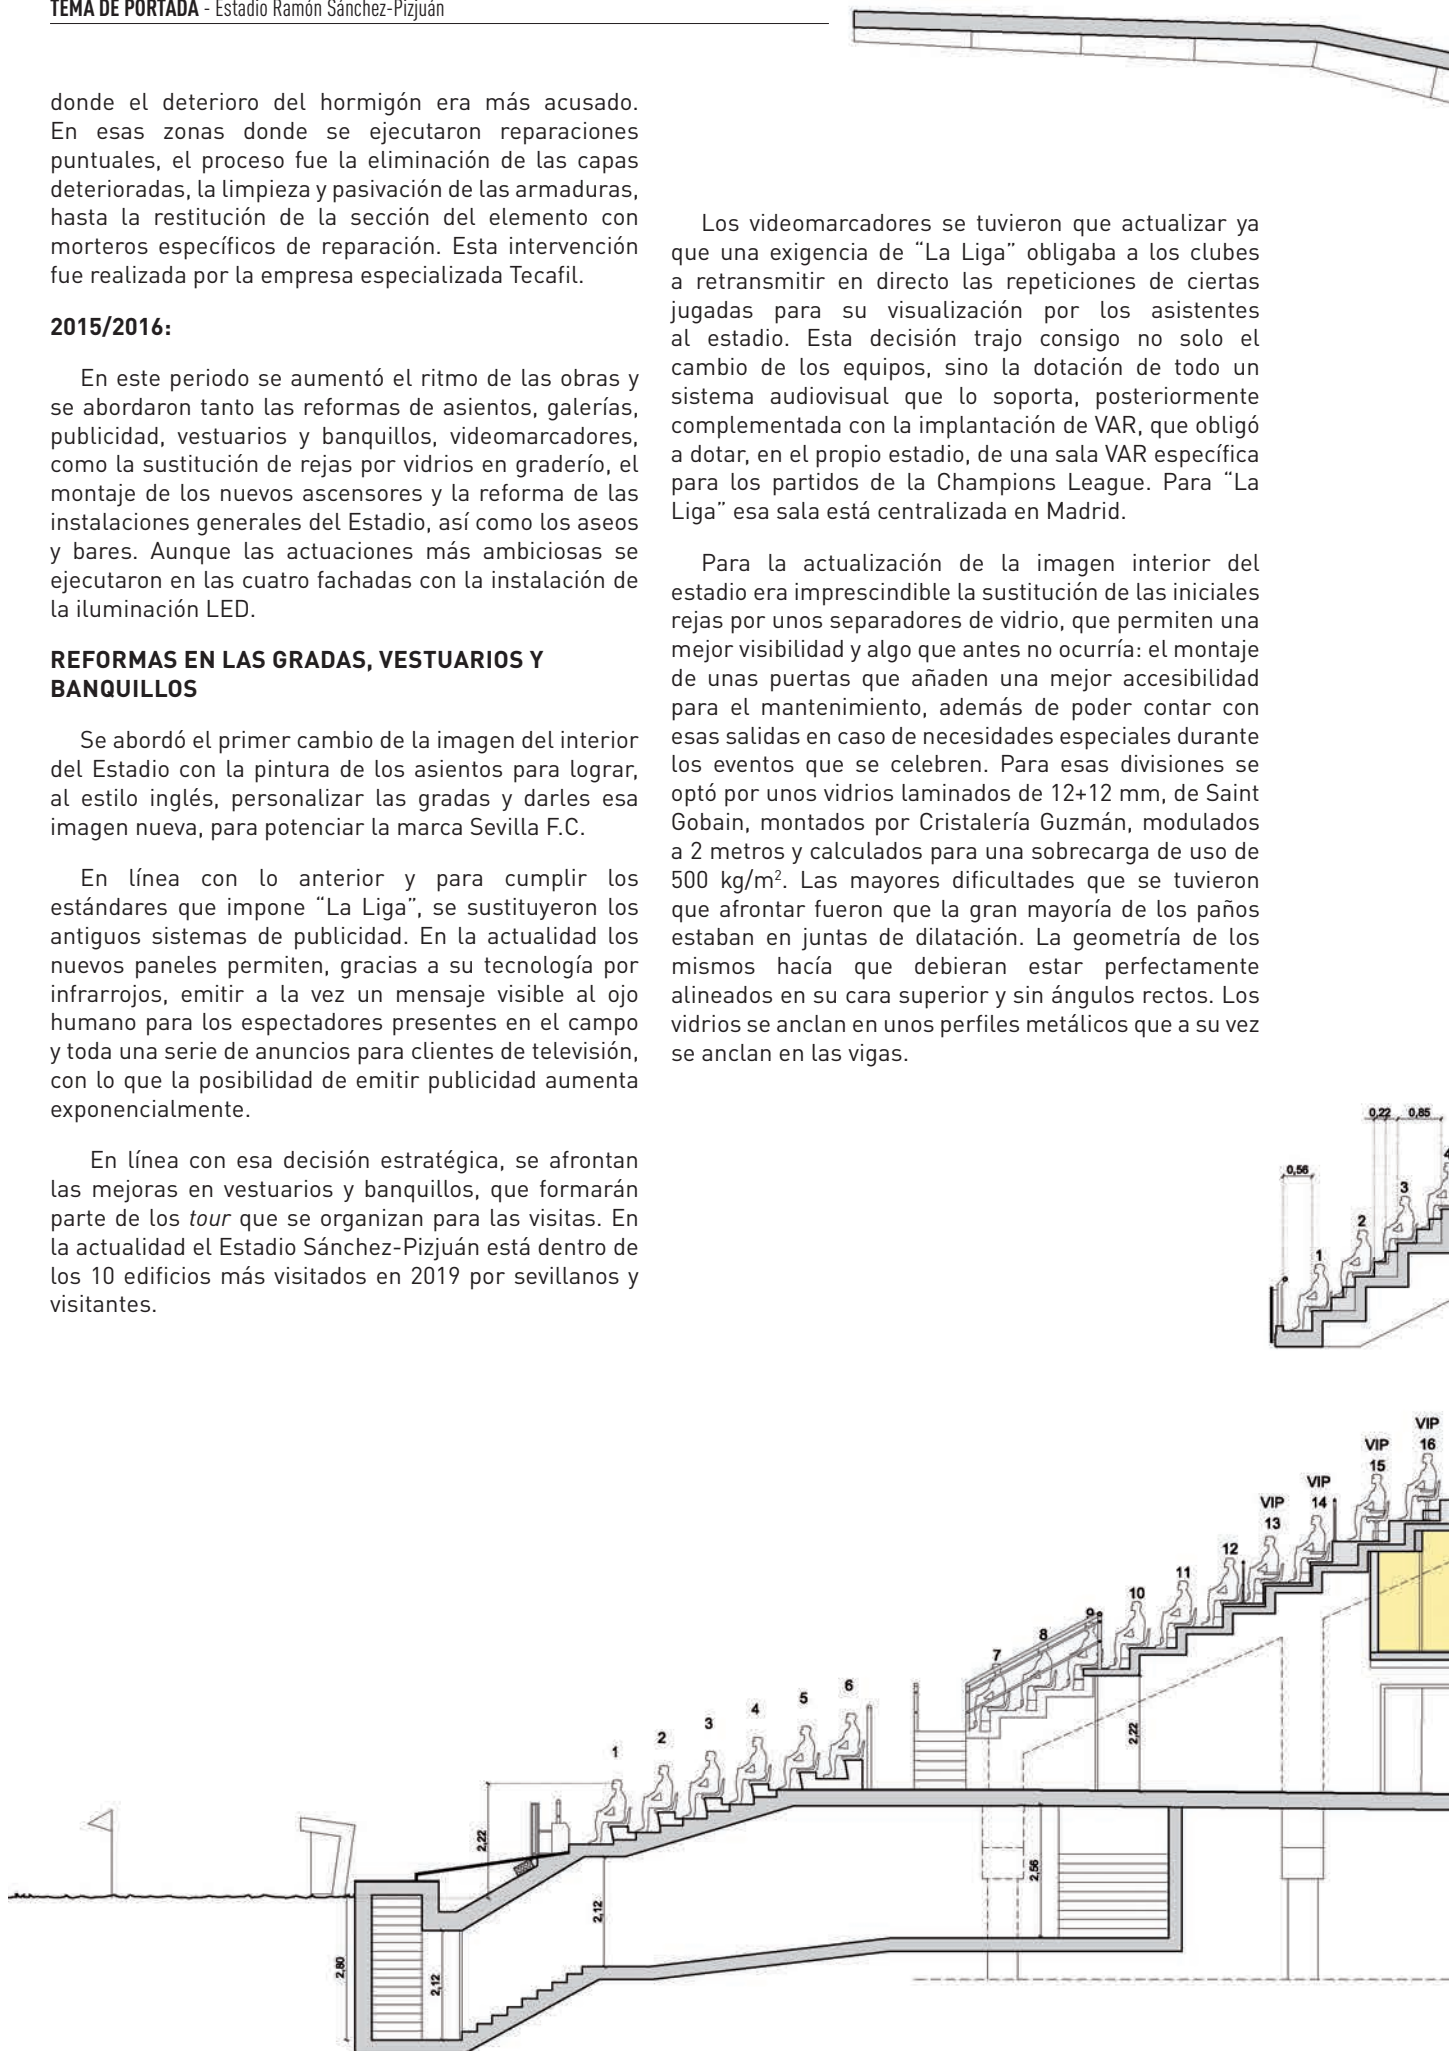 TEMA DE PORTADA - Estadio Ramón Sánchez-Pizjuán
donde el deterioro del hormigón era más acusado.
En esas zonas donde se ejecutaron reparaciones
puntuales, el proceso fue la eliminación de las capas
deterioradas, la limpieza y pasivación de las armaduras,
hasta la restitución de la sección del elemento con
morteros específicos de reparación. Esta intervención
fue realizada por la empresa especializada Tecafil.
2015/2016:
En este periodo se aumentó el ritmo de las obras y
se abordaron tanto las reformas de asientos, galerías,
publicidad, vestuarios y banquillos, videomarcadores,
como la sustitución de rejas por vidrios en graderío, el
montaje de los nuevos ascensores y la reforma de las
instalaciones generales del Estadio, así como los aseos
y bares. Aunque las actuaciones más ambiciosas se
ejecutaron en las cuatro fachadas con la instalación de
la iluminación LED.
REFORMAS EN LAS GRADAS, VESTUARIOS Y
BANQUILLOS
Se abordó el primer cambio de la imagen del interior
del Estadio con la pintura de los asientos para lograr,
al estilo inglés, personalizar las gradas y darles esa
imagen nueva, para potenciar la marca Sevilla F.C.
En línea con lo anterior y para cumplir los
estándares que impone “La Liga”, se sustituyeron los
antiguos sistemas de publicidad. En la actualidad los
nuevos paneles permiten, gracias a su tecnología por
infrarrojos, emitir a la vez un mensaje visible al ojo
humano para los espectadores presentes en el campo
y toda una serie de anuncios para clientes de televisión,
con lo que la posibilidad de emitir publicidad aumenta
exponencialmente.
En línea con esa decisión estratégica, se afrontan
las mejoras en vestuarios y banquillos, que formarán
parte de los tour que se organizan para las visitas. En
la actualidad el Estadio Sánchez-Pizjuán está dentro de
los 10 edificios más visitados en 2019 por sevillanos y
visitantes.
Los videomarcadores se tuvieron que actualizar ya
que una exigencia de “La Liga” obligaba a los clubes
a retransmitir en directo las repeticiones de ciertas
jugadas para su visualización por los asistentes
al estadio. Esta decisión trajo consigo no solo el
cambio de los equipos, sino la dotación de todo un
sistema audiovisual que lo soporta, posteriormente
complementada con la implantación de VAR, que obligó
a dotar, en el propio estadio, de una sala VAR específica
para los partidos de la Champions League. Para “La
Liga” esa sala está centralizada en Madrid.
Para la actualización de la imagen interior del
estadio era imprescindible la sustitución de las iniciales
rejas por unos separadores de vidrio, que permiten una
mejor visibilidad y algo que antes no ocurría: el montaje
de unas puertas que añaden una mejor accesibilidad
para el mantenimiento, además de poder contar con
esas salidas en caso de necesidades especiales durante
los eventos que se celebren. Para esas divisiones se
optó por unos vidrios laminados de 12+12 mm, de Saint
Gobain, montados por Cristalería Guzmán, modulados
a 2 metros y calculados para una sobrecarga de uso de
500 kg/m². Las mayores dificultades que se tuvieron
que afrontar fueron que la gran mayoría de los paños
estaban en juntas de dilatación. La geometría de los
mismos hacía que debieran estar perfectamente
alineados en su cara superior y sin ángulos rectos. Los
vidrios se anclan en unos perfiles metálicos que a su vez
se anclan en las vigas.
0,22 0,85
0,56
4
3
2
1
VIP
16
VIP
15
VIP
14
VIP
13
12
11
10
9
8
7
6
5
4
3
2
1
2,22
2,22
2,56
2,12
2,80
2,12